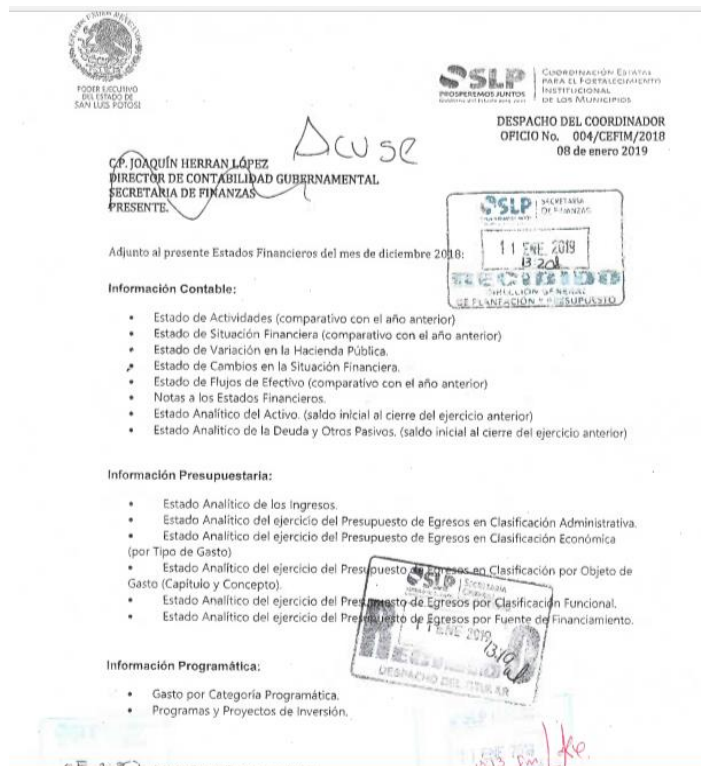 ESTADOS UNIDOS MEXICANOS
PODER EJECUTIVO
DEL ESTADO DE
SAN LUIS POTOSI
SLP
PROSPEREMOS JUNTOS
COORDINACIÓN ESTATAL
PARA EL FORTALECIMIENTO
INSTITUCIONAL
DE LOS MUNICIPIOS
DESPACHO DEL COORDINADOR
OFICIO No. 004/CEFIM/2018
08 de enero 2019
Acuse
C.P. JOAQUÍN HERRAN LÓPEZ
DIRECTOR DE CONTABILIDAD GUBERNAMENTAL
SECRETARIA DE FINANZAS
PRESENTE.
SLP SECRETARIA DE FINANZAS
11 ENE 2019
RECIBIDO
DIRECCIÓN GENERAL
DE PLANEACIÓN Y PRESUPUESTO
Adjunto al presente Estados Financieros del mes de diciembre 2018:
Información Contable:
• Estado de Actividades (comparativo con el año anterior)
• Estado de Situación Financiera (comparativo con el año anterior)
• Estado de Variación en la Hacienda Pública.
• Estado de Cambios en la Situación Financiera.
• Estado de Flujos de Efectivo (comparativo con el año anterior)
• Notas a los Estados Financieros.
• Estado Analítico del Activo. (saldo inicial al cierre del ejercicio anterior)
• Estado Analítico de la Deuda y Otros Pasivos. (saldo inicial al cierre del ejercicio anterior)
Información Presupuestaria:
• Estado Analítico de los Ingresos.
• Estado Analítico del ejercicio del Presupuesto de Egresos en Clasificación Administrativa.
• Estado Analítico del ejercicio del Presupuesto de Egresos en Clasificación Económica
(por Tipo de Gasto)
• Estado Analítico del ejercicio del Presupuesto de Egresos en Clasificación por Objeto de
Gasto (Capítulo y Concepto).
• Estado Analítico del ejercicio del Presupuesto de Egresos por Clasificación Funcional.
• Estado Analítico del ejercicio del Presupuesto de Egresos por Fuente de Financiamiento.
SLP
11 ENE 2019
RECIBIDO
DESPACHO DEL TITULAR
Información Programática:
• Gasto por Categoría Programática.
• Programas y Proyectos de Inversión.